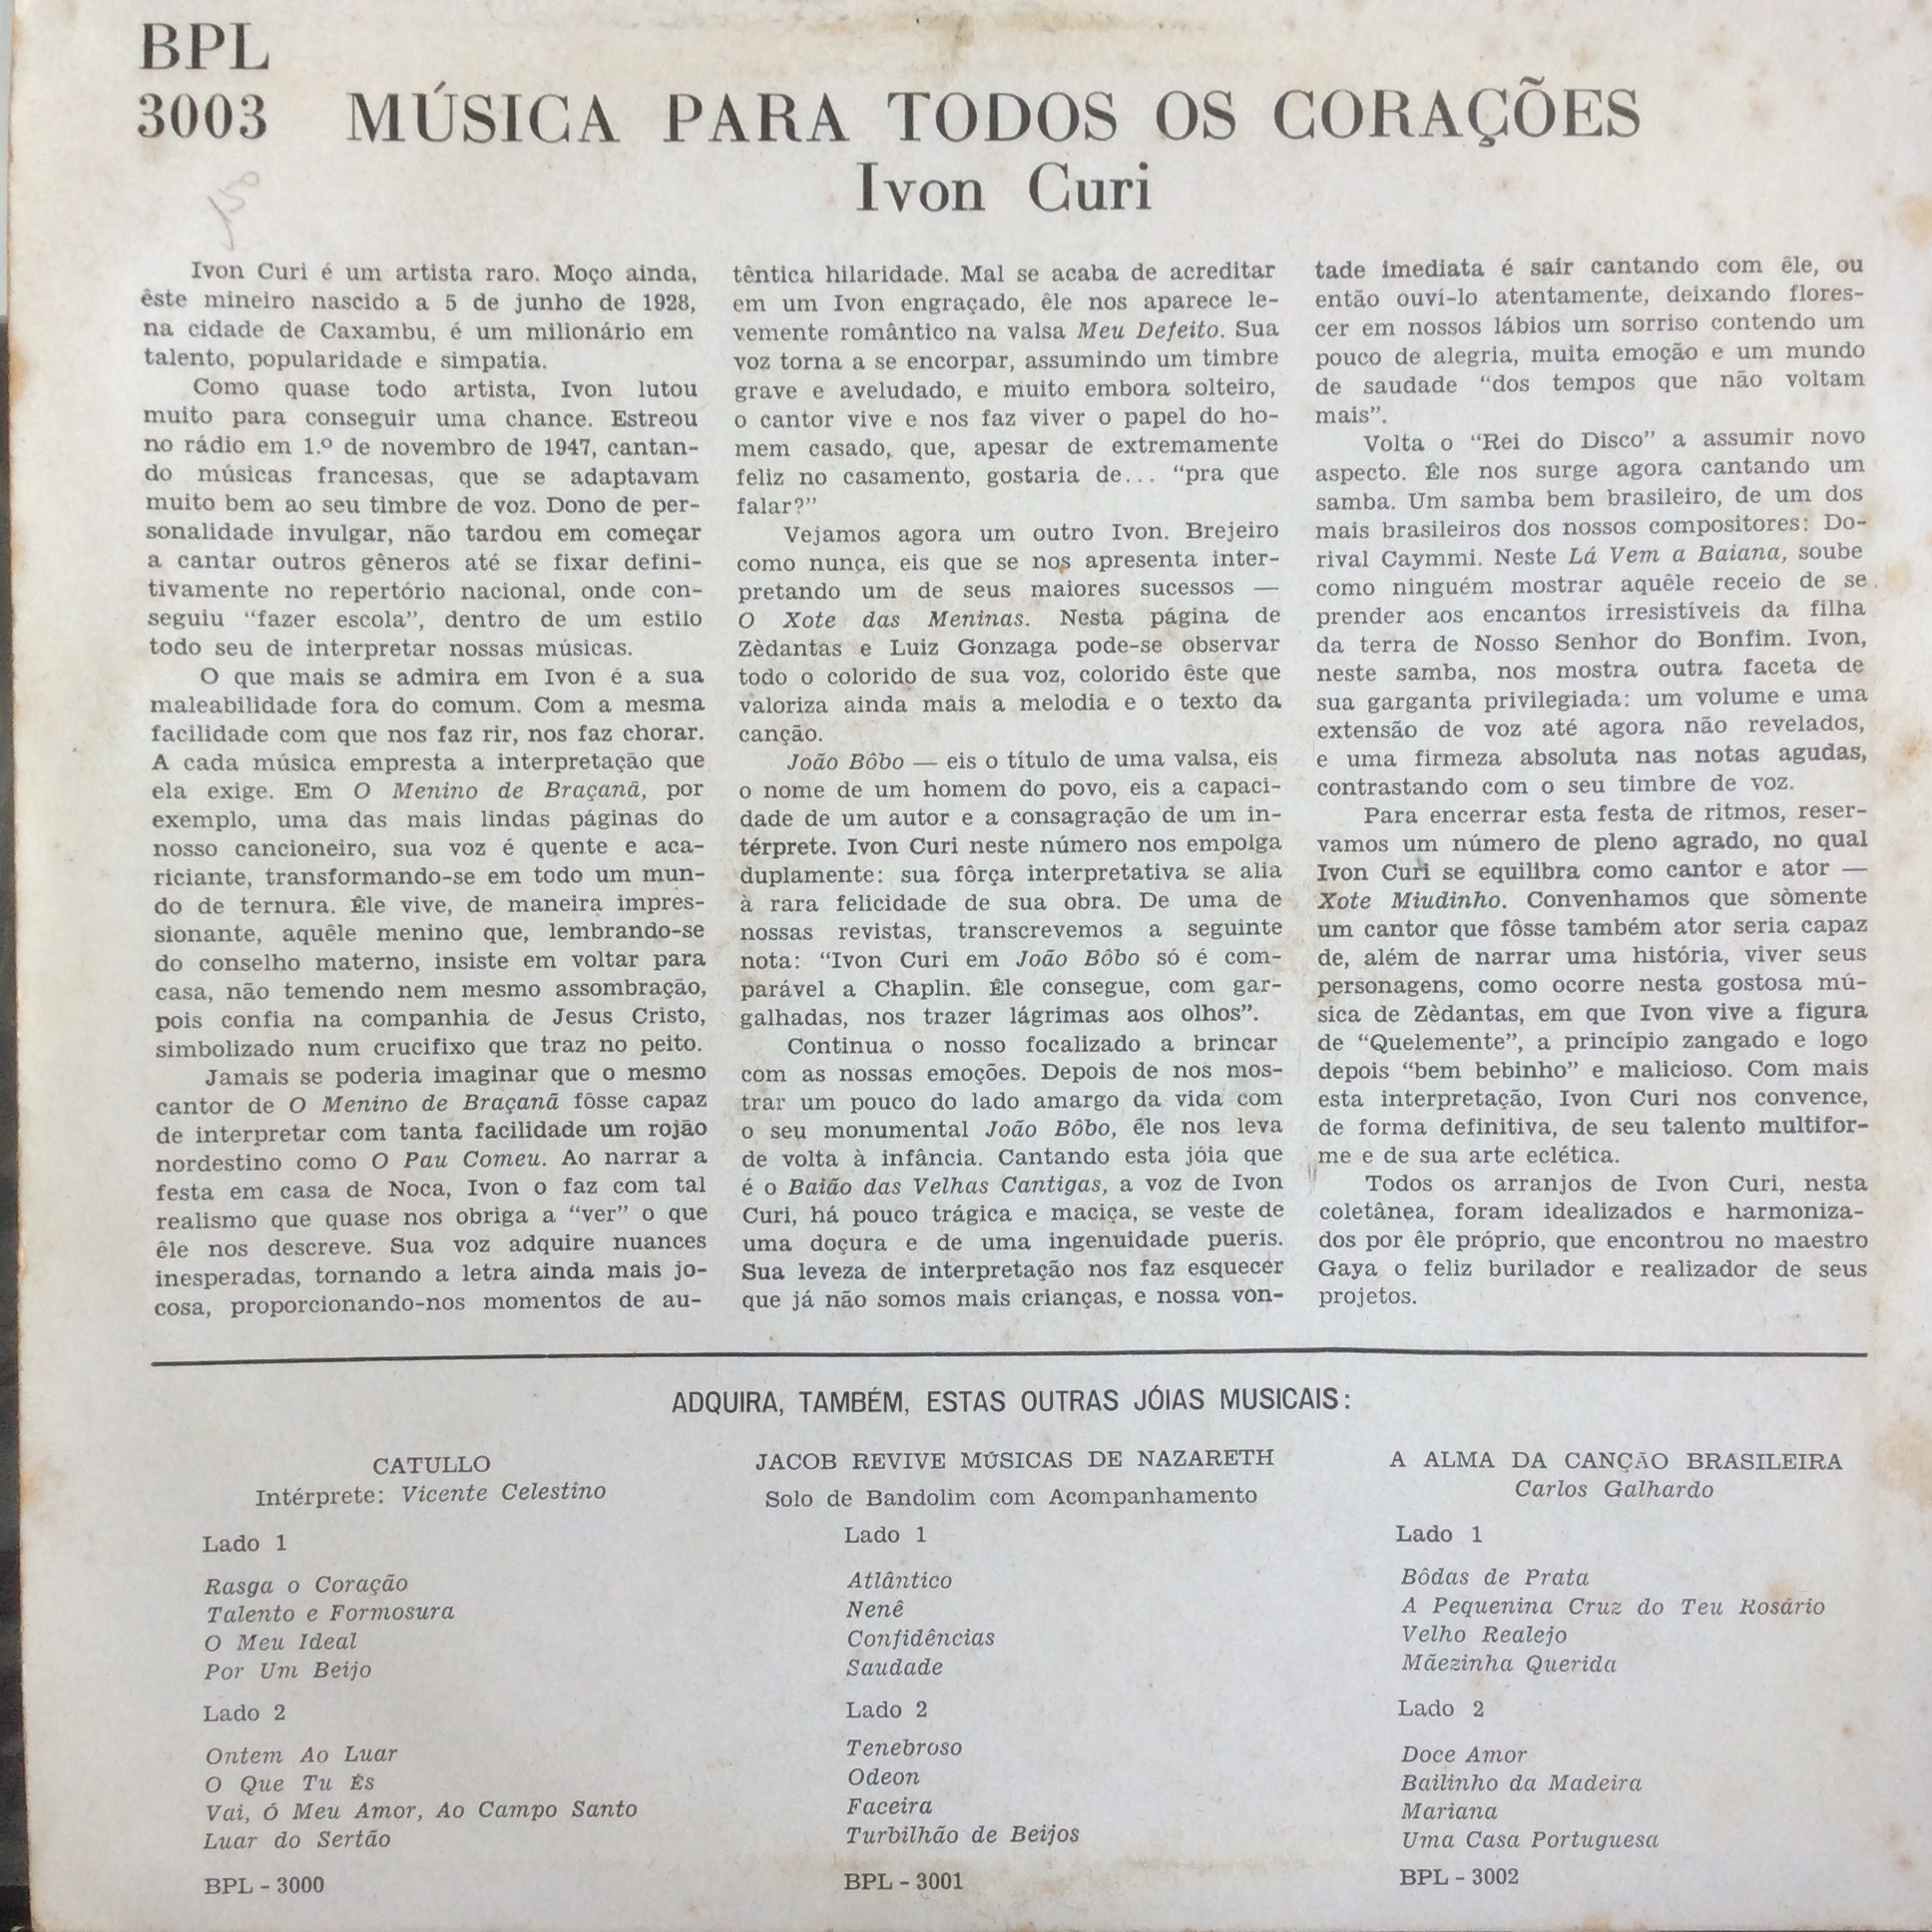 BPL
3003 MÚSICA PARA TODOS OS CORAÇÕES
Ivon Curi
Ivon Curi é um artista raro. Moço ainda,
êste mineiro nascido a 5 de junho de 1928,
na cidade de Caxambu, é um milionário em
talento, popularidade e simpatia.
Como quase todo artista, Ivon lutou
muito para conseguir uma chance. Estreou
no rádio em 1.º de novembro de 1947, cantan-
do músicas francesas, que se adaptavam
muito bem ao seu timbre de voz. Dono de per-
sonalidade invulgar, não tardou em começar
a cantar outros gêneros até se fixar defini-
tivamente no repertório nacional, onde con-
seguiu “fazer escola”, dentro de um estilo
todo seu de interpretar nossas músicas.
O que mais se admira em Ivon é a sua
maleabilidade fora do comum. Com a mesma
facilidade com que nos faz rir, nos faz chorar.
A cada música empresta a interpretação que
ela exige. Em O Menino de Braçanã, por
exemplo, uma das mais lindas páginas do
nosso cancioneiro, sua voz é quente e aca-
riciante, transformando-se em todo um mun-
do de ternura. Êle vive, de maneira impres-
sionante, aquêle menino que, lembrando-se
do conselho materno, insiste em voltar para
casa, não temendo nem mesmo assombração,
pois confia na companhia de Jesus Cristo,
simbolizado num crucifixo que traz no peito.
Jamais se poderia imaginar que o mesmo
cantor de O Menino de Braçanã fôsse capaz
de interpretar com tanta facilidade um rojão
nordestino como O Pau Comeu. Ao narrar a
festa em casa de Noca, Ivon o faz com tal
realismo que quase nos obriga a “ver” o que
êle nos descreve. Sua voz adquire nuances
inesperadas, tornando a letra ainda mais jo-
cosa, proporcionando-nos momentos de au-
têntica hilaridade. Mal se acaba de acreditar
em um Ivon engraçado, êle nos aparece le-
vemente romântico na valsa Meu Defeito. Sua
voz torna a se encorpar, assumindo um timbre
grave e aveludado, e muito embora solteiro,
o cantor vive e nos faz viver o papel do ho-
mem casado, que, apesar de extremamente
feliz no casamento, gostaria de... “pra que
falar?”
Vejamos agora um outro Ivon. Brejeiro
como nunca, eis que se nos apresenta inter-
pretando um de seus maiores sucessos —
O Xote das Meninas. Nesta página de
Zèdantas e Luiz Gonzaga pode-se observar
todo o colorido de sua voz, colorido êste que
valoriza ainda mais a melodia e o texto da
canção.
João Bôbo — eis o título de uma valsa, eis
o nome de um homem do povo, eis a capaci-
dade de um autor e a consagração de um in-
térprete. Ivon Curi neste número nos empolga
duplamente: sua fôrça interpretativa se alia
à rara felicidade de sua obra. De uma de
nossas revistas, transcrevemos a seguinte
nota: “Ivon Curi em João Bôbo só é com-
parável a Chaplin. Êle consegue, com gar-
galhadas, nos trazer lágrimas aos olhos”.
Continua o nosso focalizado a brincar
com as nossas emoções. Depois de nos mos-
trar um pouco do lado amargo da vida com
o seu monumental João Bôbo, êle nos leva
de volta à infância. Cantando esta jóia que
é o Baião das Velhas Cantigas, a voz de Ivon
Curi, há pouco trágica e maciça, se veste de
uma doçura e de uma ingenuidade pueris.
Sua leveza de interpretação nos faz esquecer
que já não somos mais crianças, e nossa von-
tade imediata é sair cantando com êle, ou
então ouví-lo atentamente, deixando flores-
cer em nossos lábios um sorriso contendo um
pouco de alegria, muita emoção e um mundo
de saudade “dos tempos que não voltam
mais”.
Volta o “Rei do Disco” a assumir novo
aspecto. Êle nos surge agora cantando um
samba. Um samba bem brasileiro, de um dos
mais brasileiros dos nossos compositores: Do-
rival Caymmi. Neste Lá Vem a Baiana, soube
como ninguém mostrar aquêle receio de se
prender aos encantos irresistíveis da filha
da terra de Nosso Senhor do Bonfim. Ivon,
neste samba, nos mostra outra faceta de
sua garganta privilegiada: um volume e uma
extensão de voz até agora não revelados,
e uma firmeza absoluta nas notas agudas,
contrastando com o seu timbre de voz.
Para encerrar esta festa de ritmos, reser-
vamos um número de pleno agrado, no qual
Ivon Curi se equilibra como cantor e ator —
Xote Miudinho. Convenhamos que sòmente
um cantor que fôsse também ator seria capaz
de, além de narrar uma história, viver seus
personagens, como ocorre nesta gostosa mú-
sica de Zèdantas, em que Ivon vive a figura
de “Quelemente”, a princípio zangado e logo
depois “bem bebinho” e malicioso. Com mais
esta interpretação, Ivon Curi nos convence,
de forma definitiva, de seu talento multifor-
me e de sua arte eclética.
Todos os arranjos de Ivon Curi, nesta
coletânea, foram idealizados e harmoniza-
dos por êle próprio, que encontrou no maestro
Gaya o feliz burilador e realizador de seus
projetos.
ADQUIRA, TAMBÉM, ESTAS OUTRAS JÓIAS MUSICAIS:
CATULLO
Intérprete: Vicente Celestino
Lado 1
Rasga o Coração
Talento e Formosura
O Meu Ideal
Por Um Beijo
Lado 2
Ontem Ao Luar
O Que Tu És
Vai, Ó Meu Amor, Ao Campo Santo
Luar do Sertão
BPL - 3000
JACOB REVIVE MÚSICAS DE NAZARETH
Solo de Bandolim com Acompanhamento
Lado 1
Atlântico
Nenê
Confidências
Saudade
Lado 2
Tenebroso
Odeon
Faceira
Turbilhão de Beijos
BPL - 3001
A ALMA DA CANÇÃO BRASILEIRA
Carlos Galhardo
Lado 1
Bôdas de Prata
A Pequenina Cruz do Teu Rosário
Velho Realejo
Mãezinha Querida
Lado 2
Doce Amor
Bailinho da Madeira
Mariana
Uma Casa Portuguesa
BPL - 3002